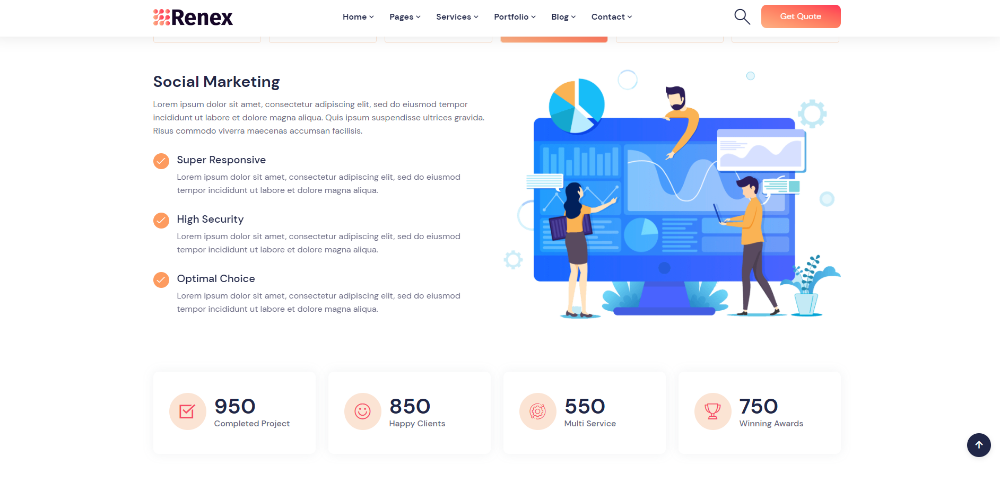 Renex
Home Pages Services Portfolio Blog Contact
Get Quote
Social Marketing
Lorem ipsum dolor sit amet, consectetur adipiscing elit, sed do eiusmod tempor
incididunt ut labore et dolore magna aliqua. Quis ipsum suspendisse ultrices gravida.
Risus commodo viverra maecenas accumsan facilisis.
Super Responsive
Lorem ipsum dolor sit amet, consectetur adipiscing elit, sed do eiusmod
tempor incididunt ut labore et dolore magna aliqua.
High Security
Lorem ipsum dolor sit amet, consectetur adipiscing elit, sed do eiusmod
tempor incididunt ut labore et dolore magna aliqua.
Optimal Choice
Lorem ipsum dolor sit amet, consectetur adipiscing elit, sed do eiusmod
tempor incididunt ut labore et dolore magna aliqua.
950
Completed Project
850
Happy Clients
550
Multi Service
750
Winning Awards